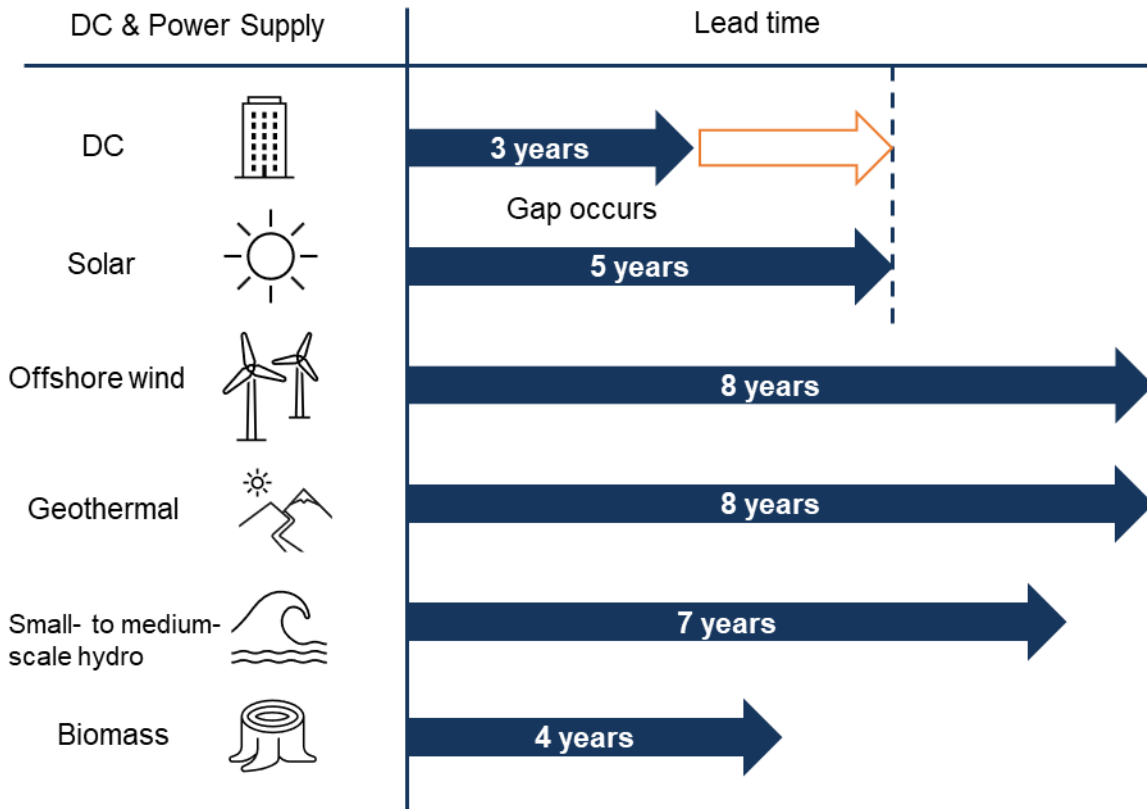 DC & Power Supply
Lead time
DC
3 years
Gap occurs
Solar
5 years
Offshore wind
8 years
Geothermal
8 years
Small- to medium-
scale hydro
7 years
Biomass
4 years